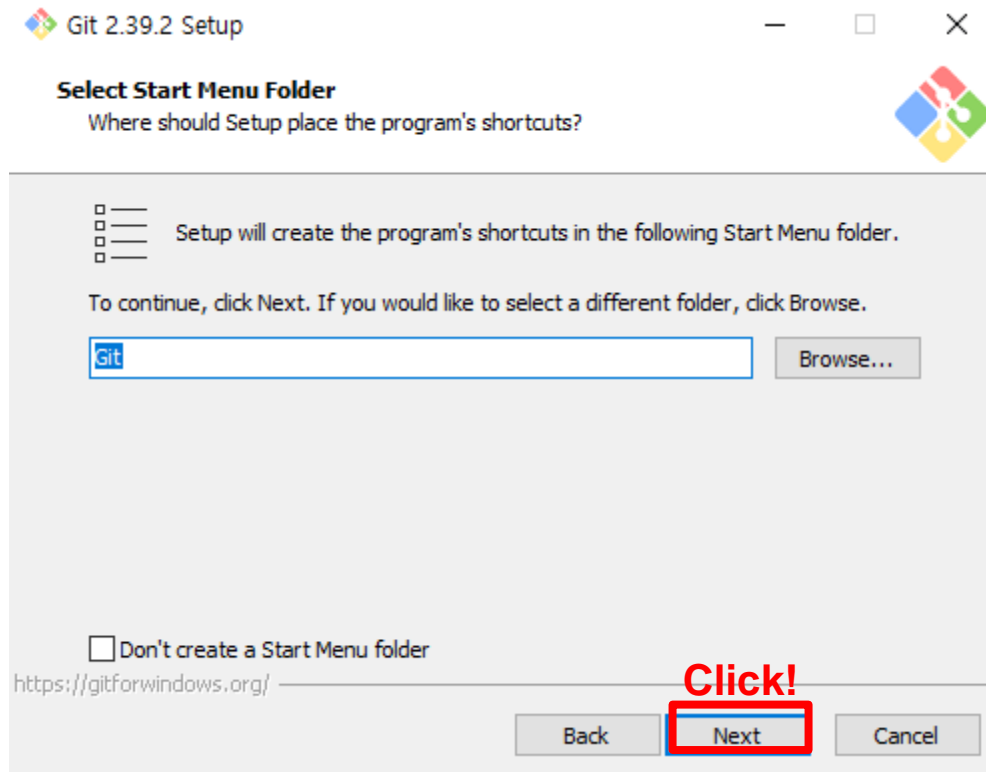 Git 2.39.2 Setup
Select Start Menu Folder
Where should Setup place the program's shortcuts?
Setup will create the program's shortcuts in the following Start Menu folder.
To continue, click Next. If you would like to select a different folder, click Browse.
Git
Browse...
Don't create a Start Menu folder
https://gitforwindows.org/
Click!
Back Next Cancel